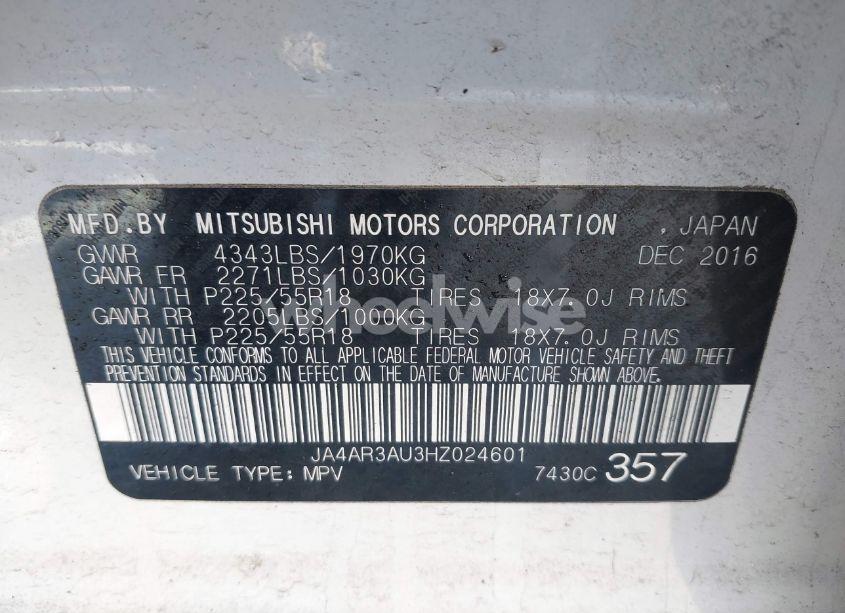 MFD.BY MITSUBISHI MOTORS CORPORATION , JAPAN
GVWR 4343LBS/1970KG DEC 2016
GAWR FR 2271LBS/1030KG
WITH P225/55R18 TIRES 18X7.0J RIMS
GAWR RR 2205LBS/1000KG
WITH P225/55R18 TIRES 18X7.0J RIMS
THIS VEHICLE CONFORMS TO ALL APPLICABLE FEDERAL MOTOR VEHICLE SAFETY AND THEFT
PREVENTION STANDARDS IN EFFECT ON THE DATE OF MANUFACTURE SHOWN ABOVE.
JA4AR3AU3HZ024601
VEHICLE TYPE: MPV 7430C 357